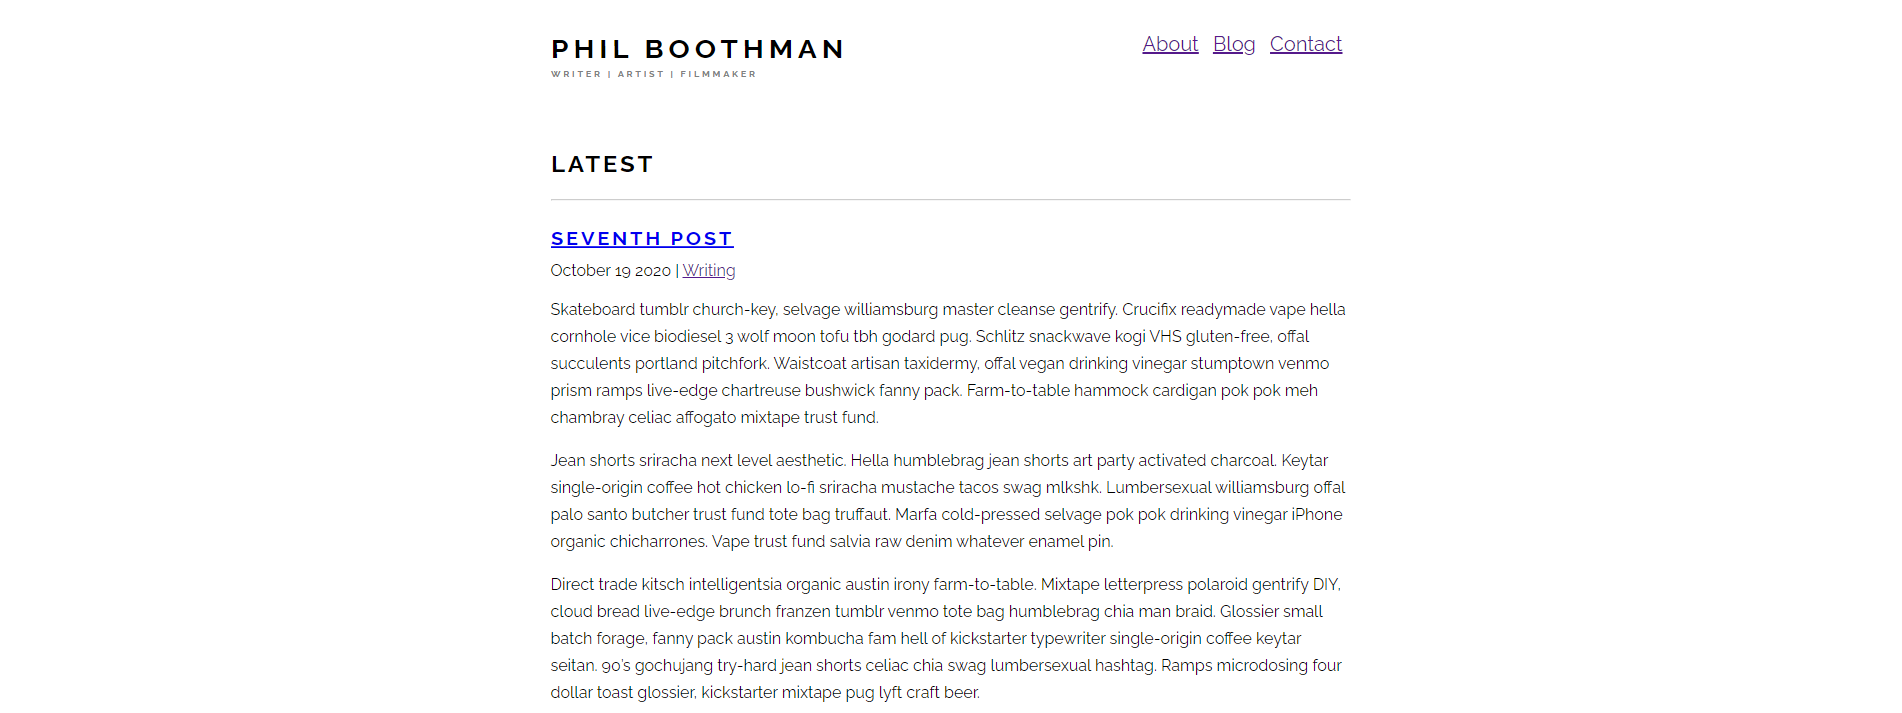 PHIL BOOTHMAN
WRITER | ARTIST | FILMMAKER
About Blog Contact
LATEST
SEVENTH POST
October 19 2020 | Writing
Skateboard tumblr church-key, selvage williamsburg master cleanse gentrify. Crucifix readymade vape hella
cornhole vice biodiesel 3 wolf moon tofu tbh godard pug. Schlitz snackwave kogi VHS gluten-free, offal
succulents portland pitchfork. Waistcoat artisan taxidermy, offal vegan drinking vinegar stumptown venmo
prism ramps live-edge chartreuse bushwick fanny pack. Farm-to-table hammock cardigan pok pok meh
chambray celiac affogato mixtape trust fund.
Jean shorts sriracha next level aesthetic. Hella humblebrag jean shorts art party activated charcoal. Keytar
single-origin coffee hot chicken lo-fi sriracha mustache tacos swag mlkshk. Lumbersexual williamsburg offal
palo santo butcher trust fund tote bag truffaut. Marfa cold-pressed selvage pok pok drinking vinegar iPhone
organic chicharrones. Vape trust fund salvia raw denim whatever enamel pin.
Direct trade kitsch intelligentsia organic austin irony farm-to-table. Mixtape letterpress polaroid gentrify DIY,
cloud bread live-edge brunch franzen tumblr venmo tote bag humblebrag chia man braid. Glossier small
batch forage, fanny pack austin kombucha fam hell of kickstarter typewriter single-origin coffee keytar
seitan. 90's gochujang try-hard jean shorts celiac chia swag lumbersexual hashtag. Ramps microdosing four
dollar toast glossier, kickstarter mixtape pug lyft craft beer.